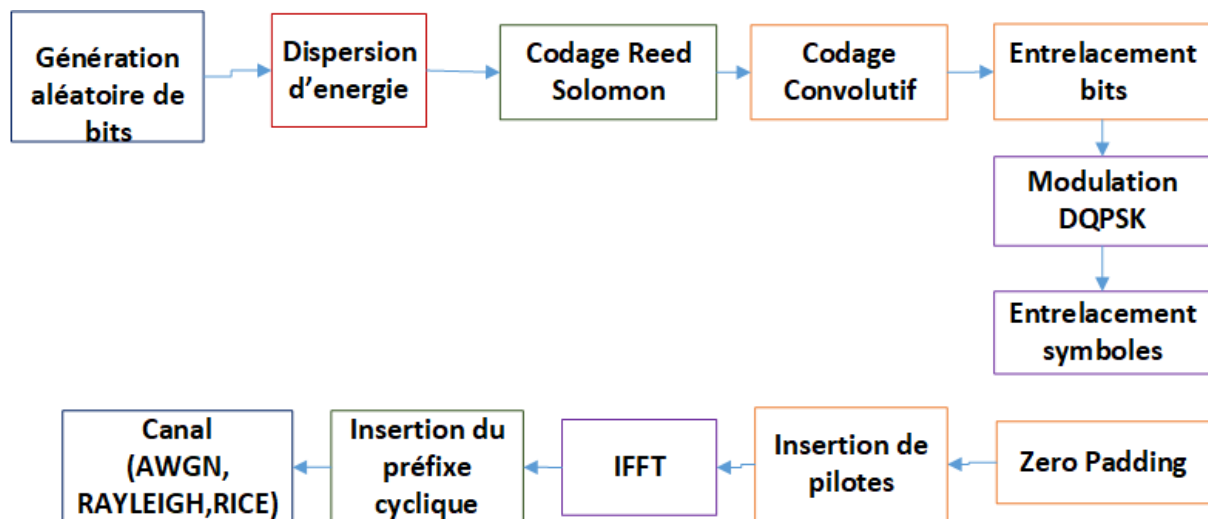 Génération
aléatoire de
bits
Dispersion
d’energie
Codage Reed
Solomon
Codage
Convolutif
Entrelacement
bits
Modulation
DQPSK
Entrelacement
symboles
Zero Padding
Insertion de
pilotes
IFFT
Insertion du
préfixe
cyclique
Canal
(AWGN,
RAYLEIGH,RICE)